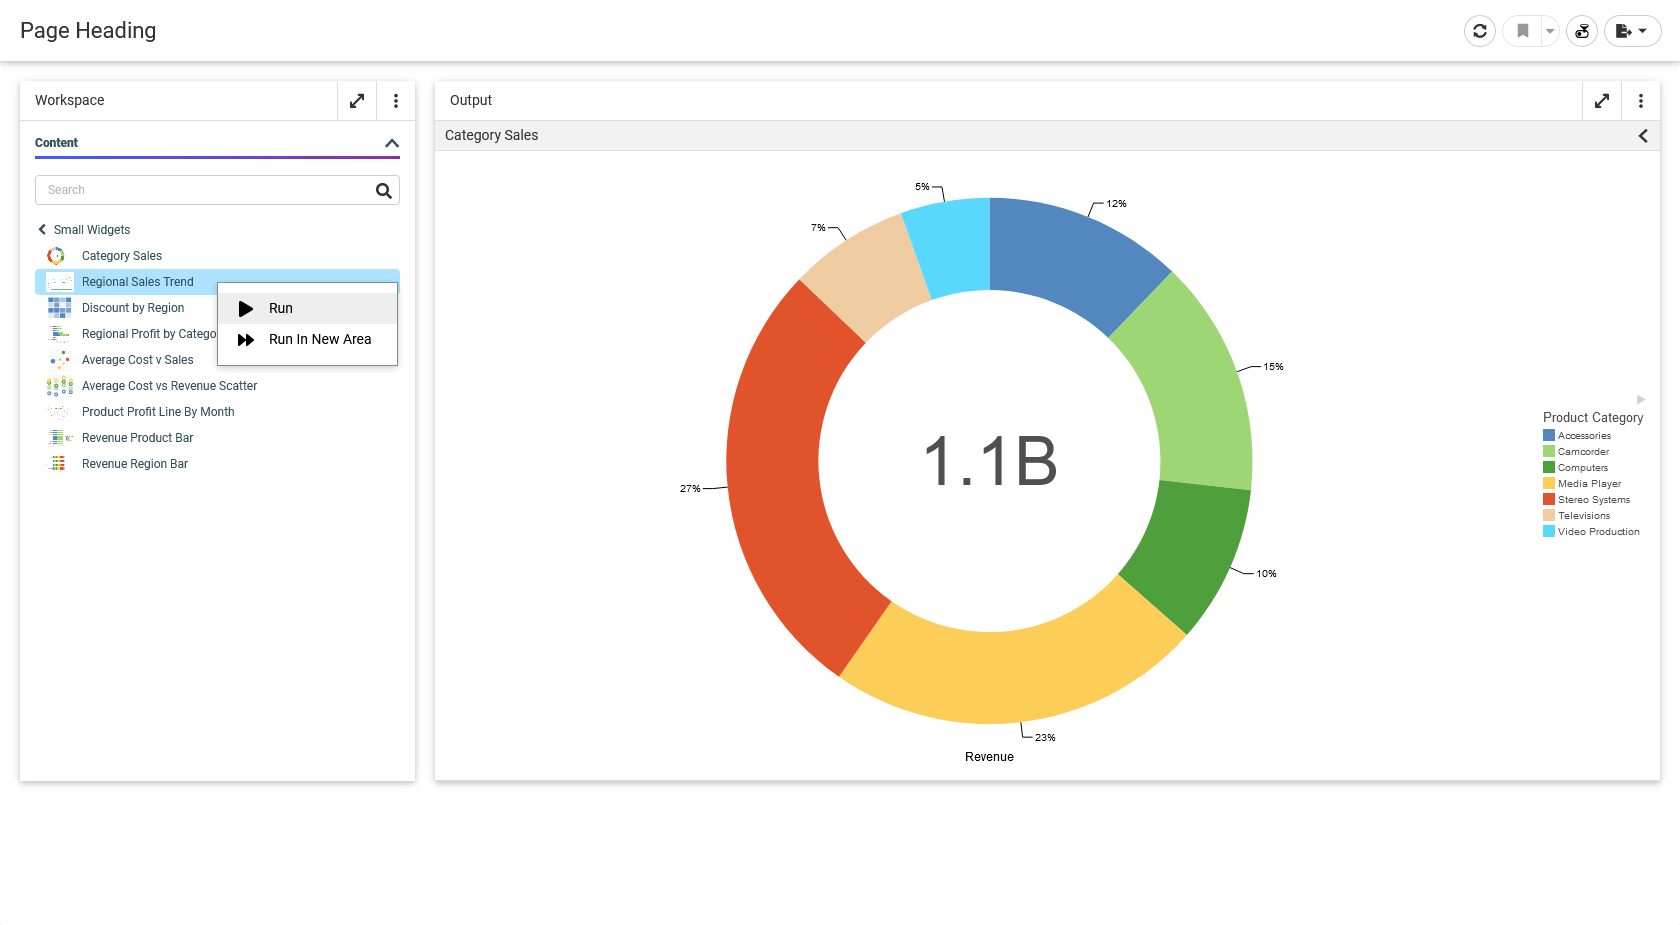 Page Heading
Workspace
Content
Search
Small Widgets
Category Sales
Regional Sales Trend
Discount by Region
Regional Profit by Catego
Average Cost v Sales
Average Cost vs Revenue Scatter
Product Profit Line By Month
Revenue Product Bar
Revenue Region Bar
Run
Run In New Area
Output
Category Sales
5%
12%
7%
15%
1.1B
27%
10%
23%
Revenue
Product Category
Accessories
Camcorder
Computers
Media Player
Stereo Systems
Televisions
Video Production